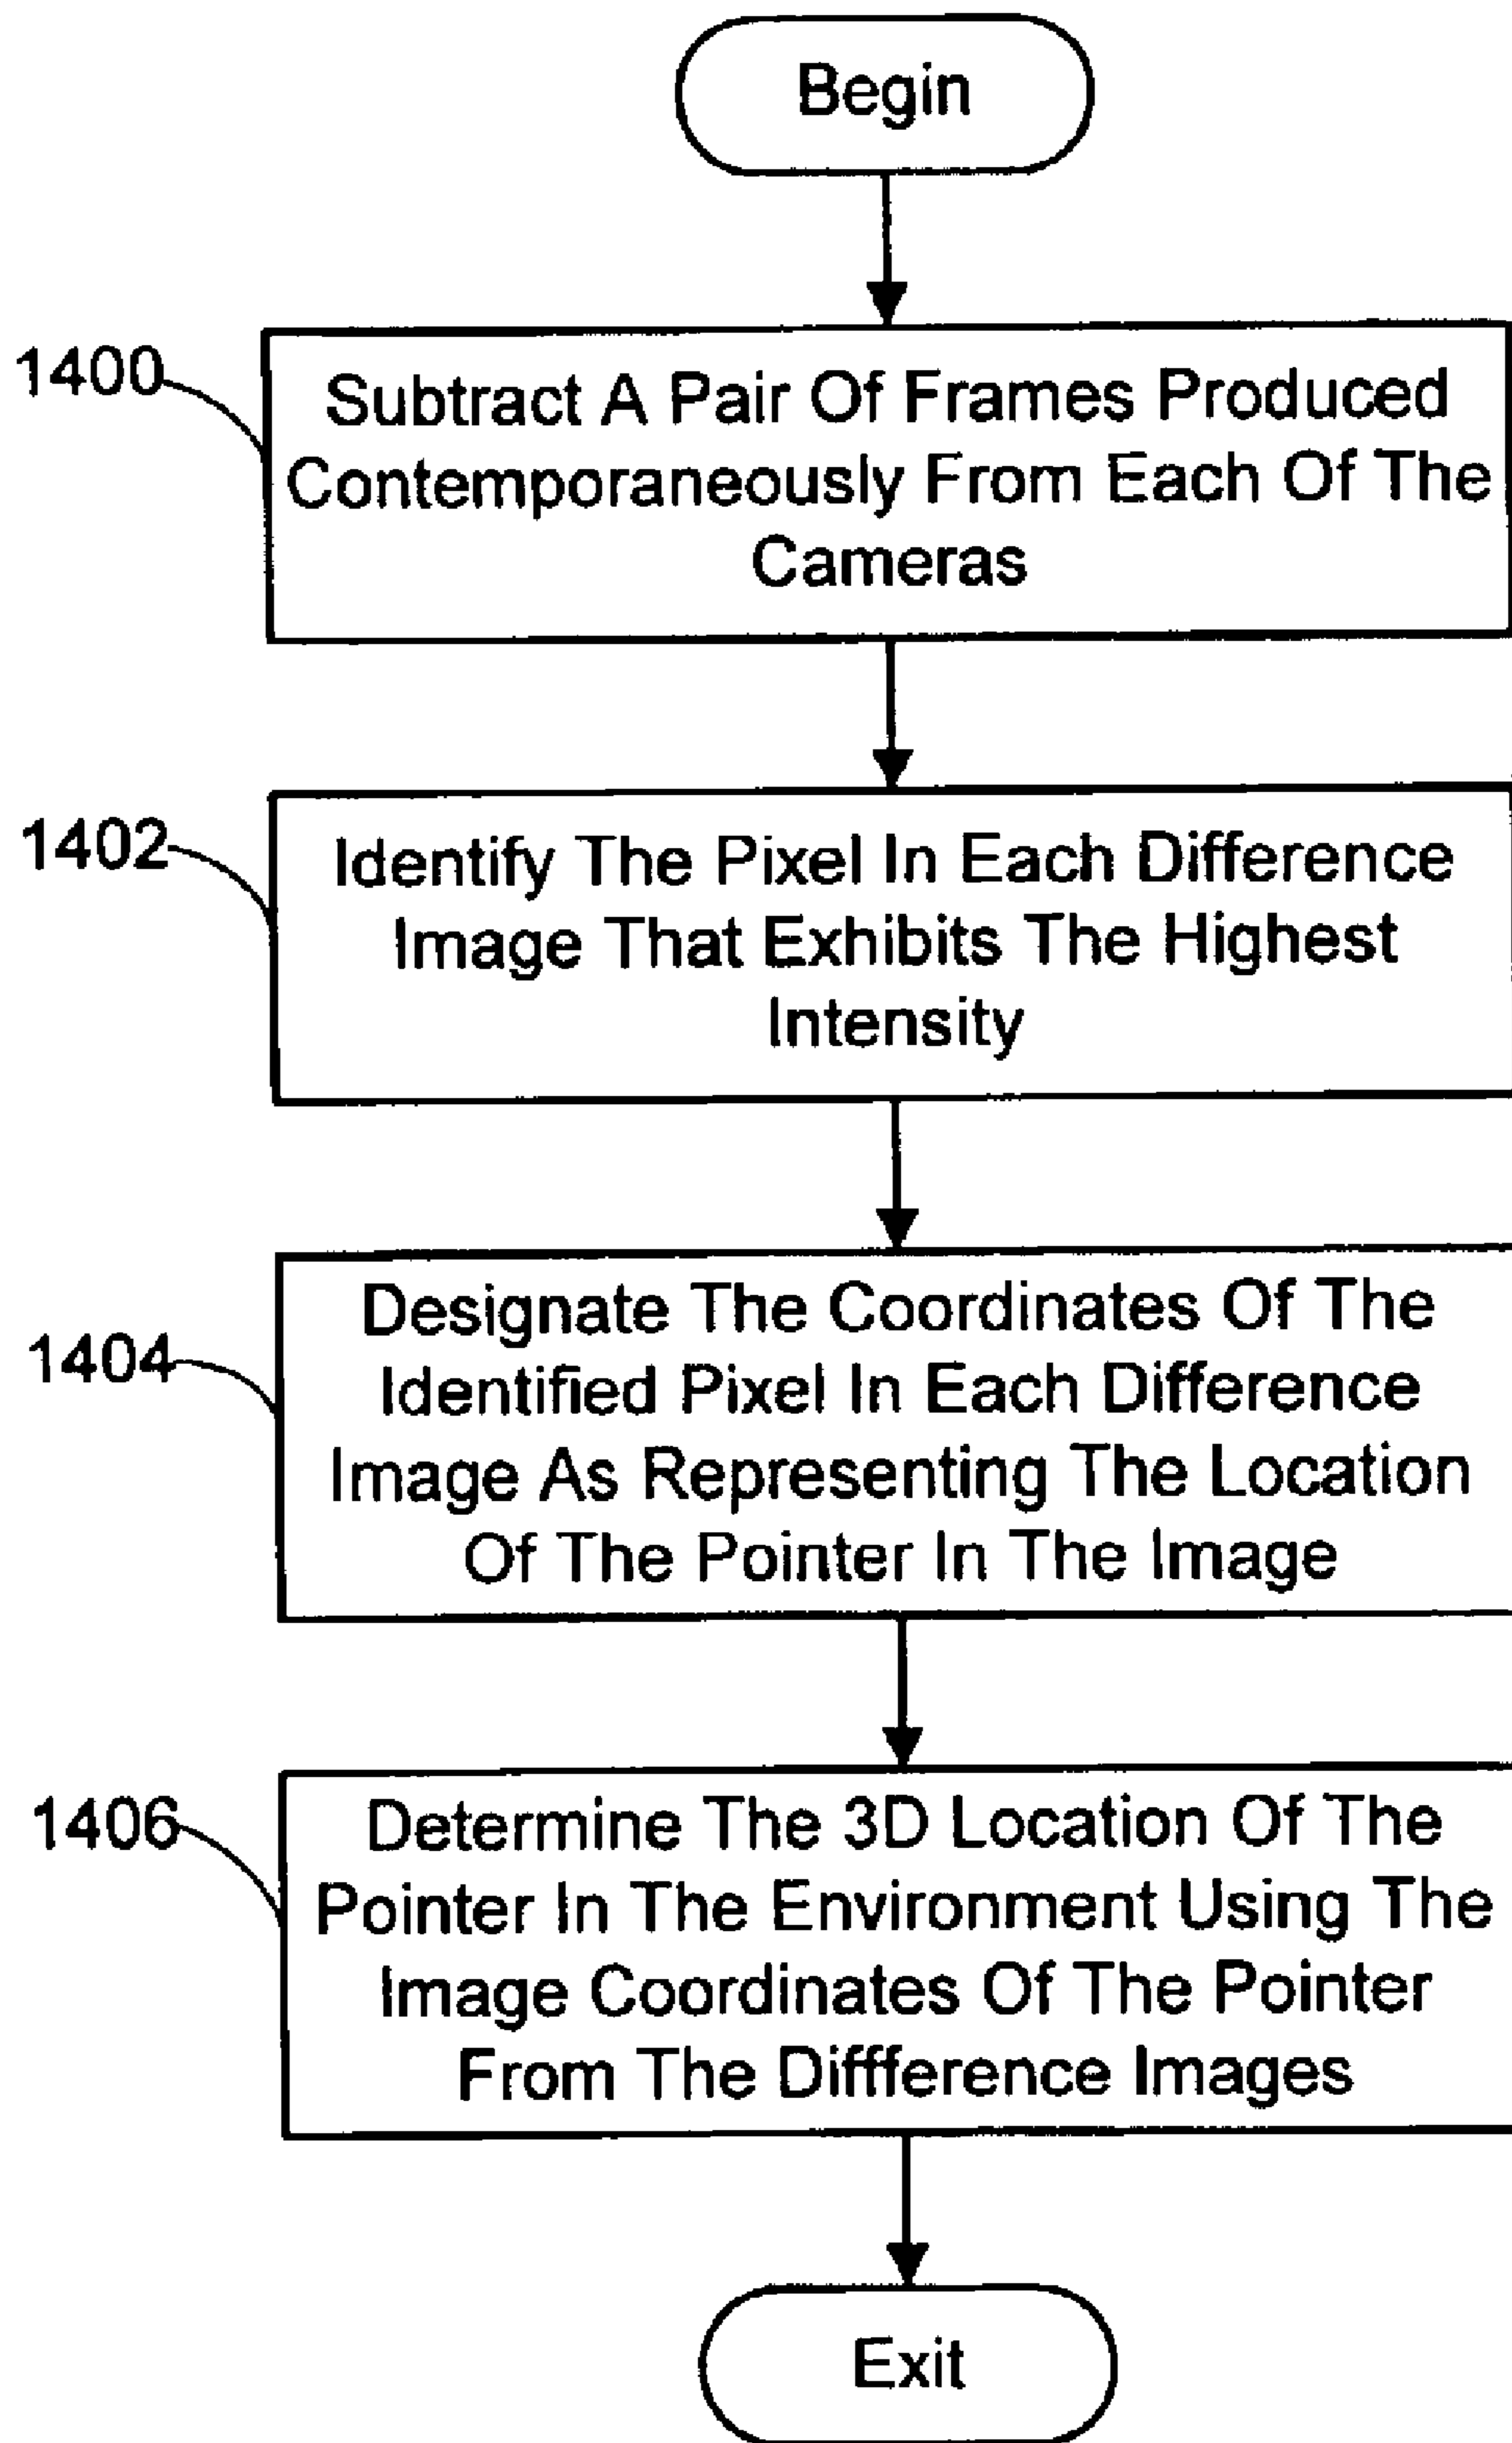 Begin
1400
Subtract A Pair Of Frames Produced
Contemporaneously From Each Of The
Cameras
1402
Identify The Pixel In Each Difference
Image That Exhibits The Highest
Intensity
1404
Designate The Coordinates Of The
Identified Pixel In Each Difference
Image As Representing The Location
Of The Pointer In The Image
1406
Determine The 3D Location Of The
Pointer In The Environment Using The
Image Coordinates Of The Pointer
From The Diffference Images
Exit